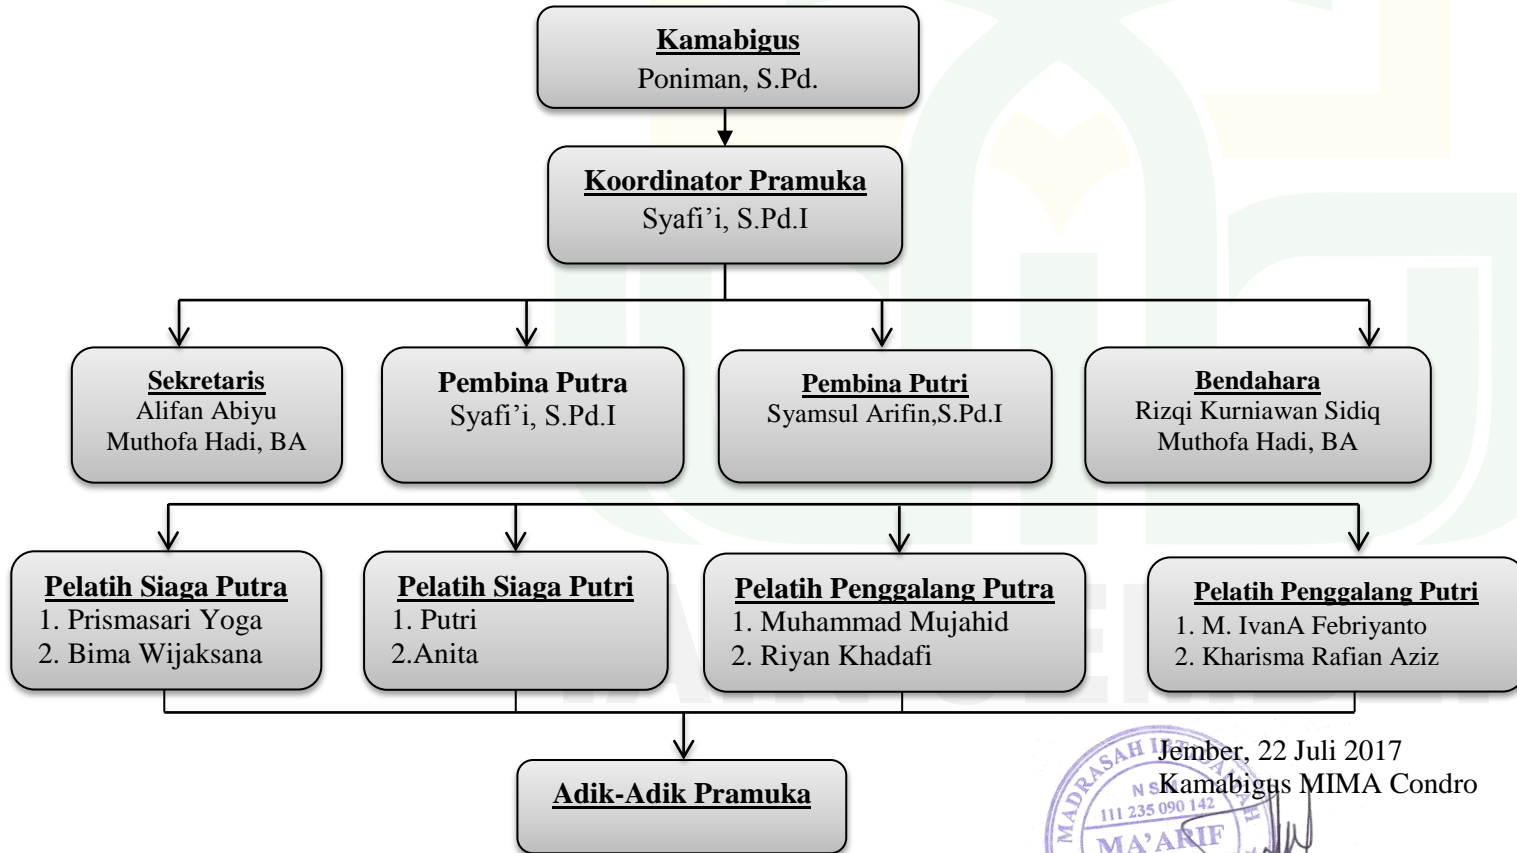 Kamabigus
Poniman, S.Pd.
Koordinator Pramuka
Syafi’i, S.Pd.I
Sekretaris
Alifan Abiyu
Muthofa Hadi, BA
Pembina Putra
Syafi’i, S.Pd.I
Pembina Putri
Syamsul Arifin,S.Pd.I
Bendahara
Rizqi Kurniawan Sidiq
Muthofa Hadi, BA
Pelatih Siaga Putra
1. Prismasari Yoga
2. Bima Wijaksana
Pelatih Siaga Putri
1. Putri
2.Anita
Pelatih Penggalang Putra
1. Muhammad Mujahid
2. Riyan Khadafi
Pelatih Penggalang Putri
1. M. IvanA Febriyanto
2. Kharisma Rafian Aziz
Adik-Adik Pramuka
Jember, 22 Juli 2017
Kamabigus MIMA Condro
MADRASAH
111 235 090 142
MA'ARIF